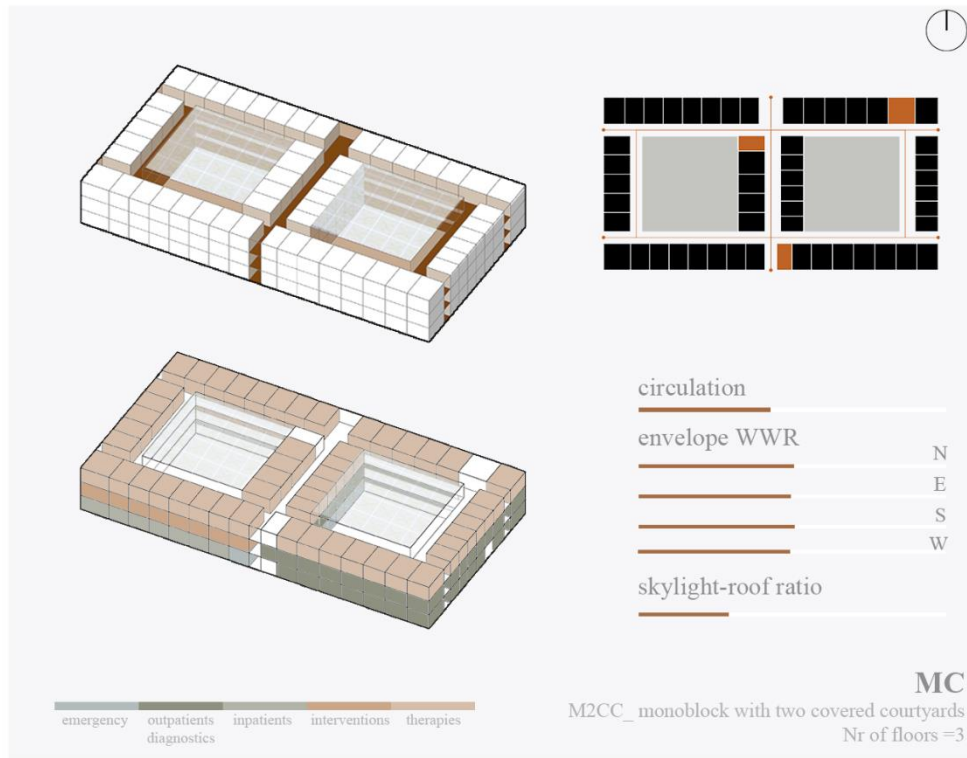 circulation
envelope WWR
N
E
S
W
skylight-roof ratio
MC
M2CC_ monoblock with two covered courtyards
Nr of floors =3
emergency
outpatients
diagnostics
inpatients
interventions
therapies